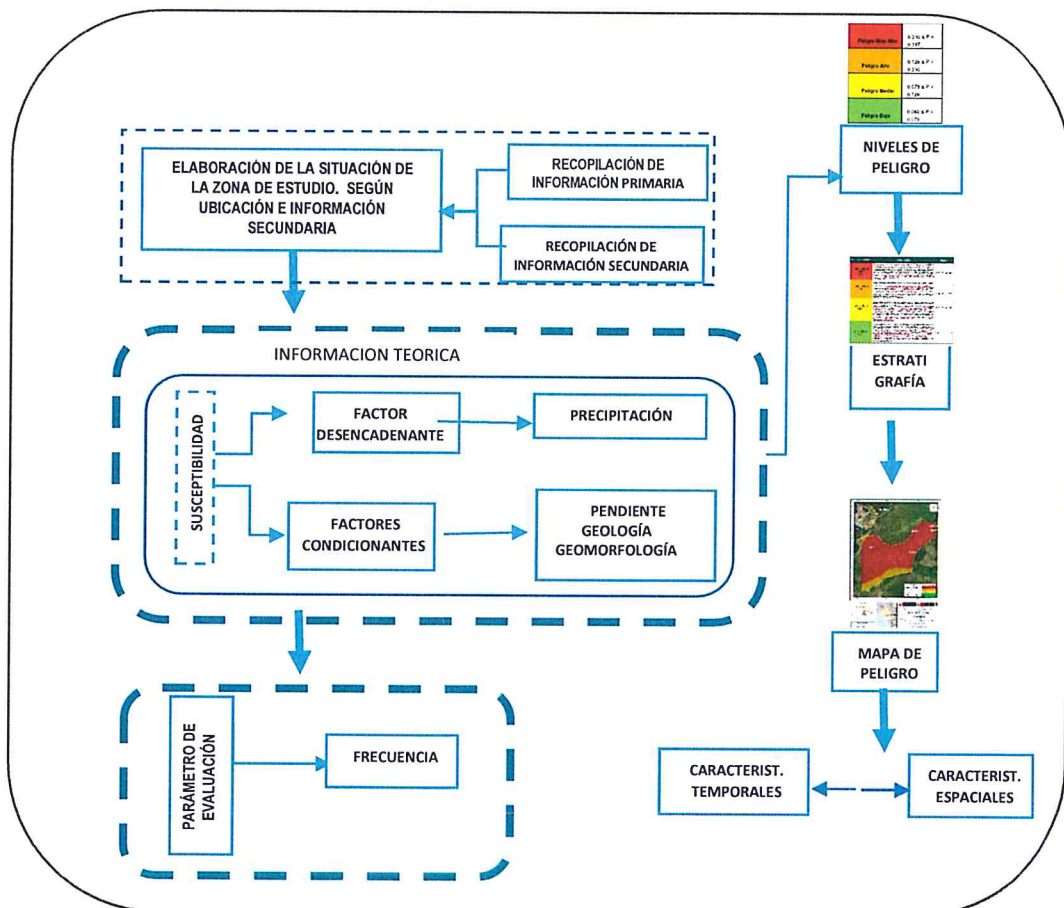 Peligro Muy Alto
Peligro Alto
Peligro Medio
Peligro Bajo
NIVELES DE
PELIGRO
ELABORACIÓN DE LA SITUACIÓN DE
LA ZONA DE ESTUDIO. SEGÚN
UBICACIÓN E INFORMACIÓN
SECUNDARIA
RECOPILACIÓN DE
INFORMACIÓN PRIMARIA
RECOPILACIÓN DE
INFORMACIÓN SECUNDARIA
INFORMACION TEORICA
SUSCEPTIBILIDAD
FACTOR
DESENCADENANTE
PRECIPITACIÓN
FACTORES
CONDICIONANTES
PENDIENTE
GEOLOGÍA
GEOMORFOLOGÍA
PARÁMETRO DE
EVALUACIÓN
FRECUENCIA
ESTRATI
GRAFÍA
MAPA DE
PELIGRO
CARACTERIST.
TEMPORALES
CARACTERIST.
ESPACIALES